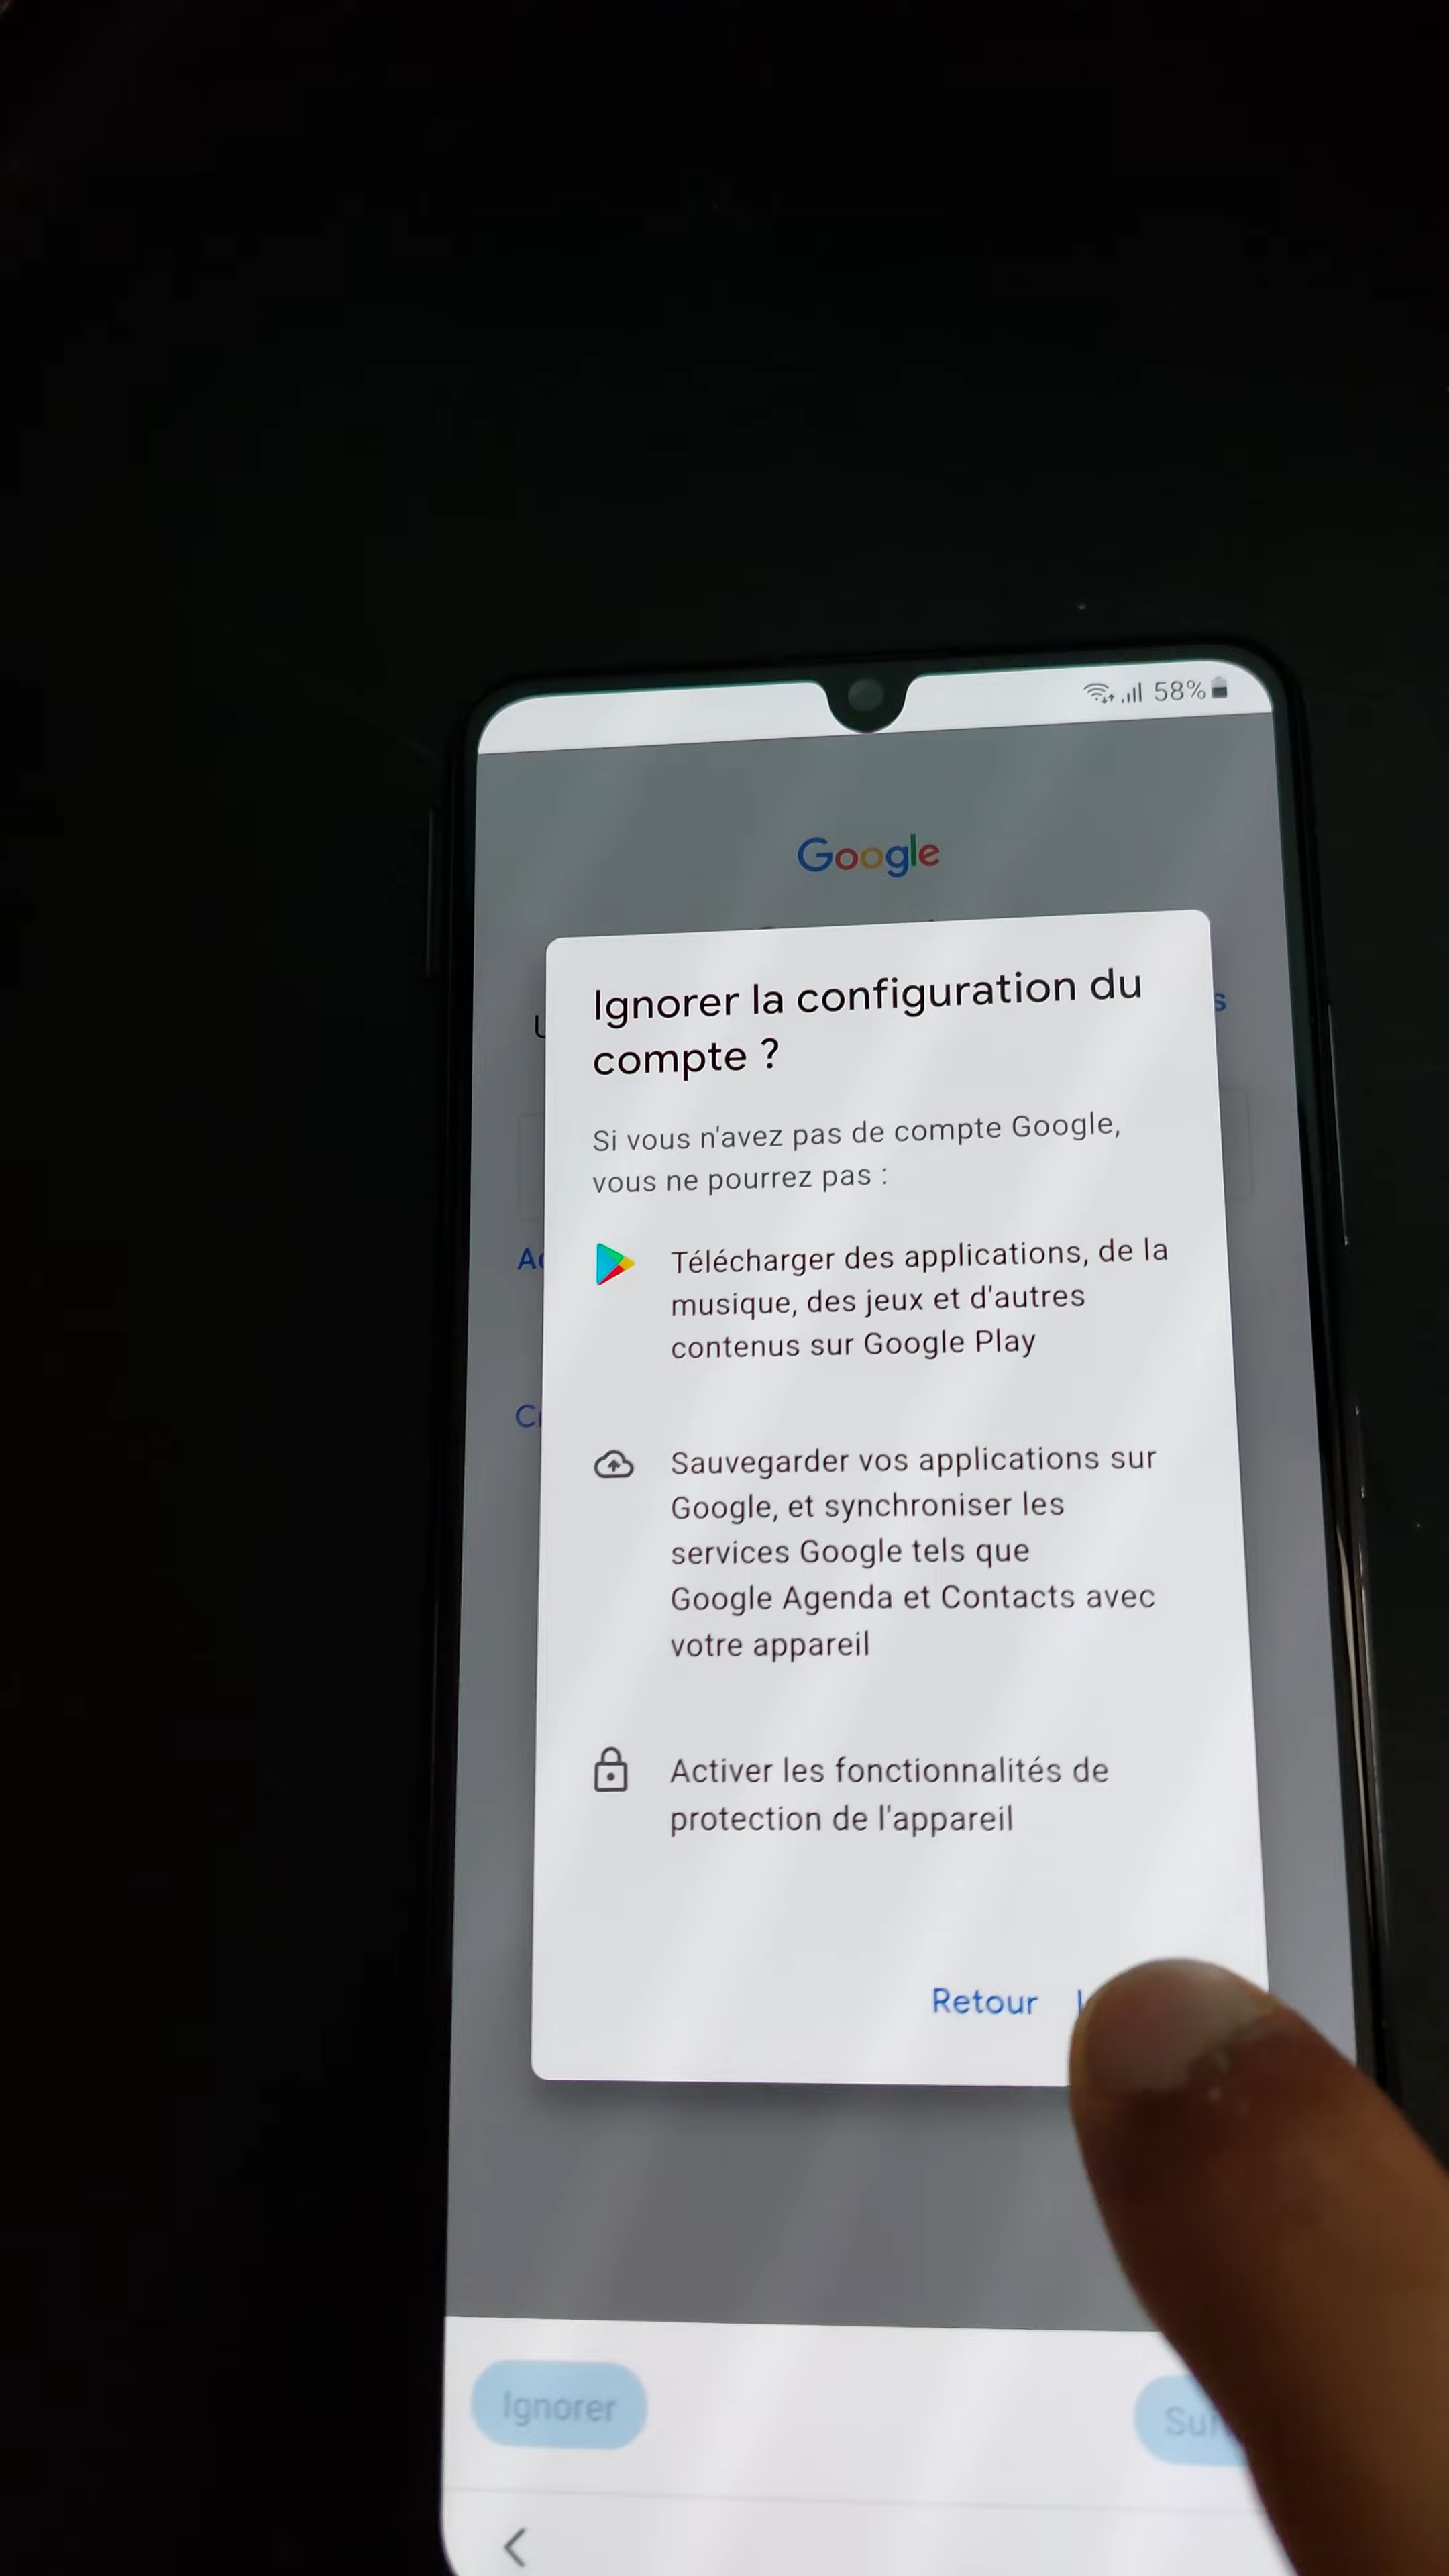 58%
Google
Ignorer la configuration du
compte ?
Si vous n'avez pas de compte Google,
vous ne pourrez pas :
Télécharger des applications, de la
musique, des jeux et d'autres
contenus sur Google Play
Sauvegarder vos applications sur
Google, et synchroniser les
services Google tels que
Google Agenda et Contacts avec
votre appareil
Activer les fonctionnalités de
protection de l'appareil
Retour
Ignorer